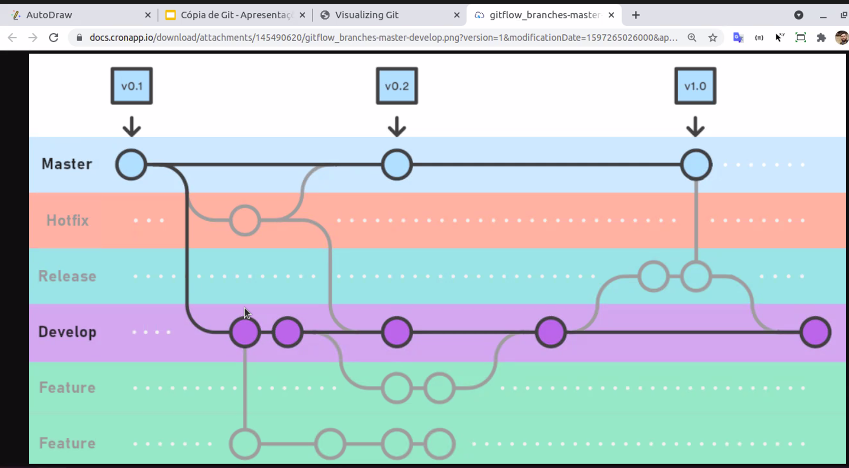 AutoDraw
Cópia de Git - Apresentaç
Visualizing Git
gitflow_branches-master
docs.cronapp.io/download/attachments/145490620/gitflow_branches-master-develop.png?version=1&modificationDate=1597265026000&ap...
v0.1
v0.2
v1.0
Master
Hotfix
Release
Develop
Feature
Feature